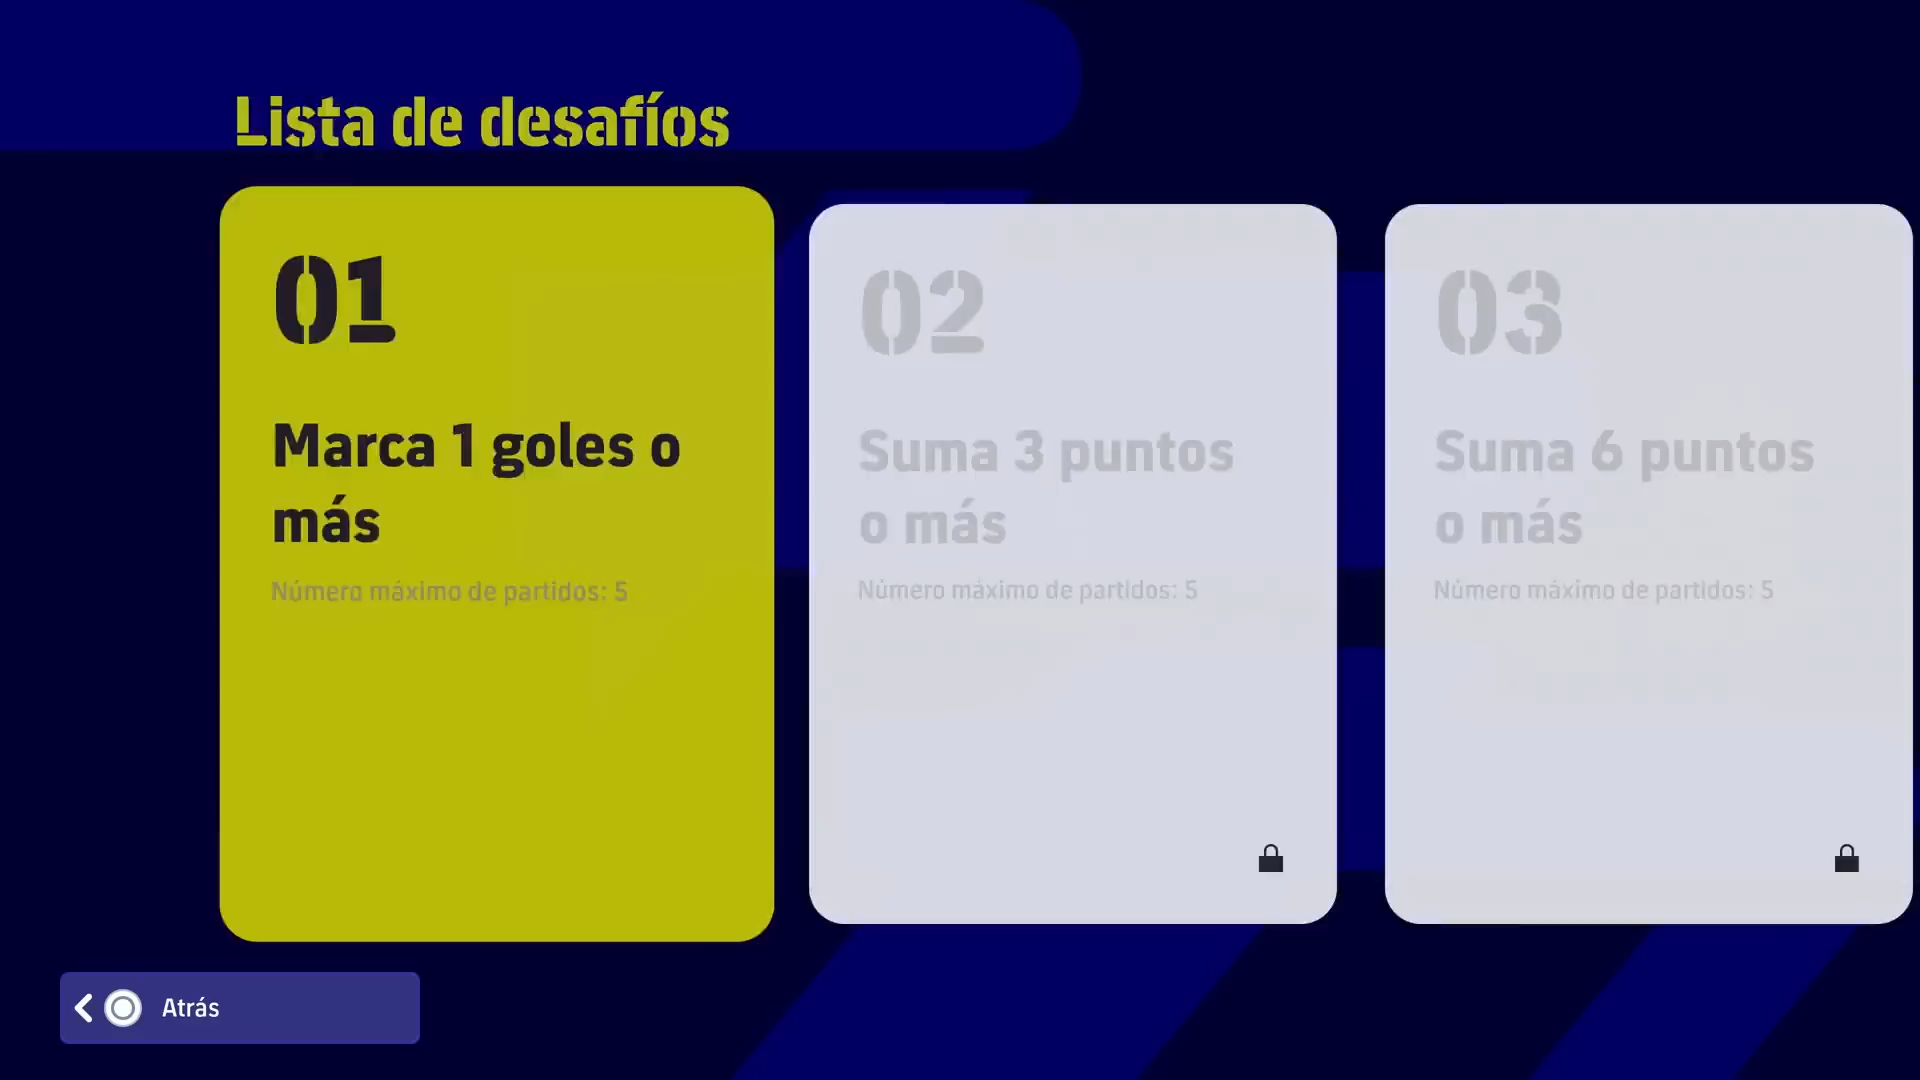 Lista de desafíos
01
Marca 1 goles o
más
Número máximo de partidos: 5
02
Suma 3 puntos
o más
Número máximo de partidos: 5
03
Suma 6 puntos
o más
Número máximo de partidos: 5
Atrás